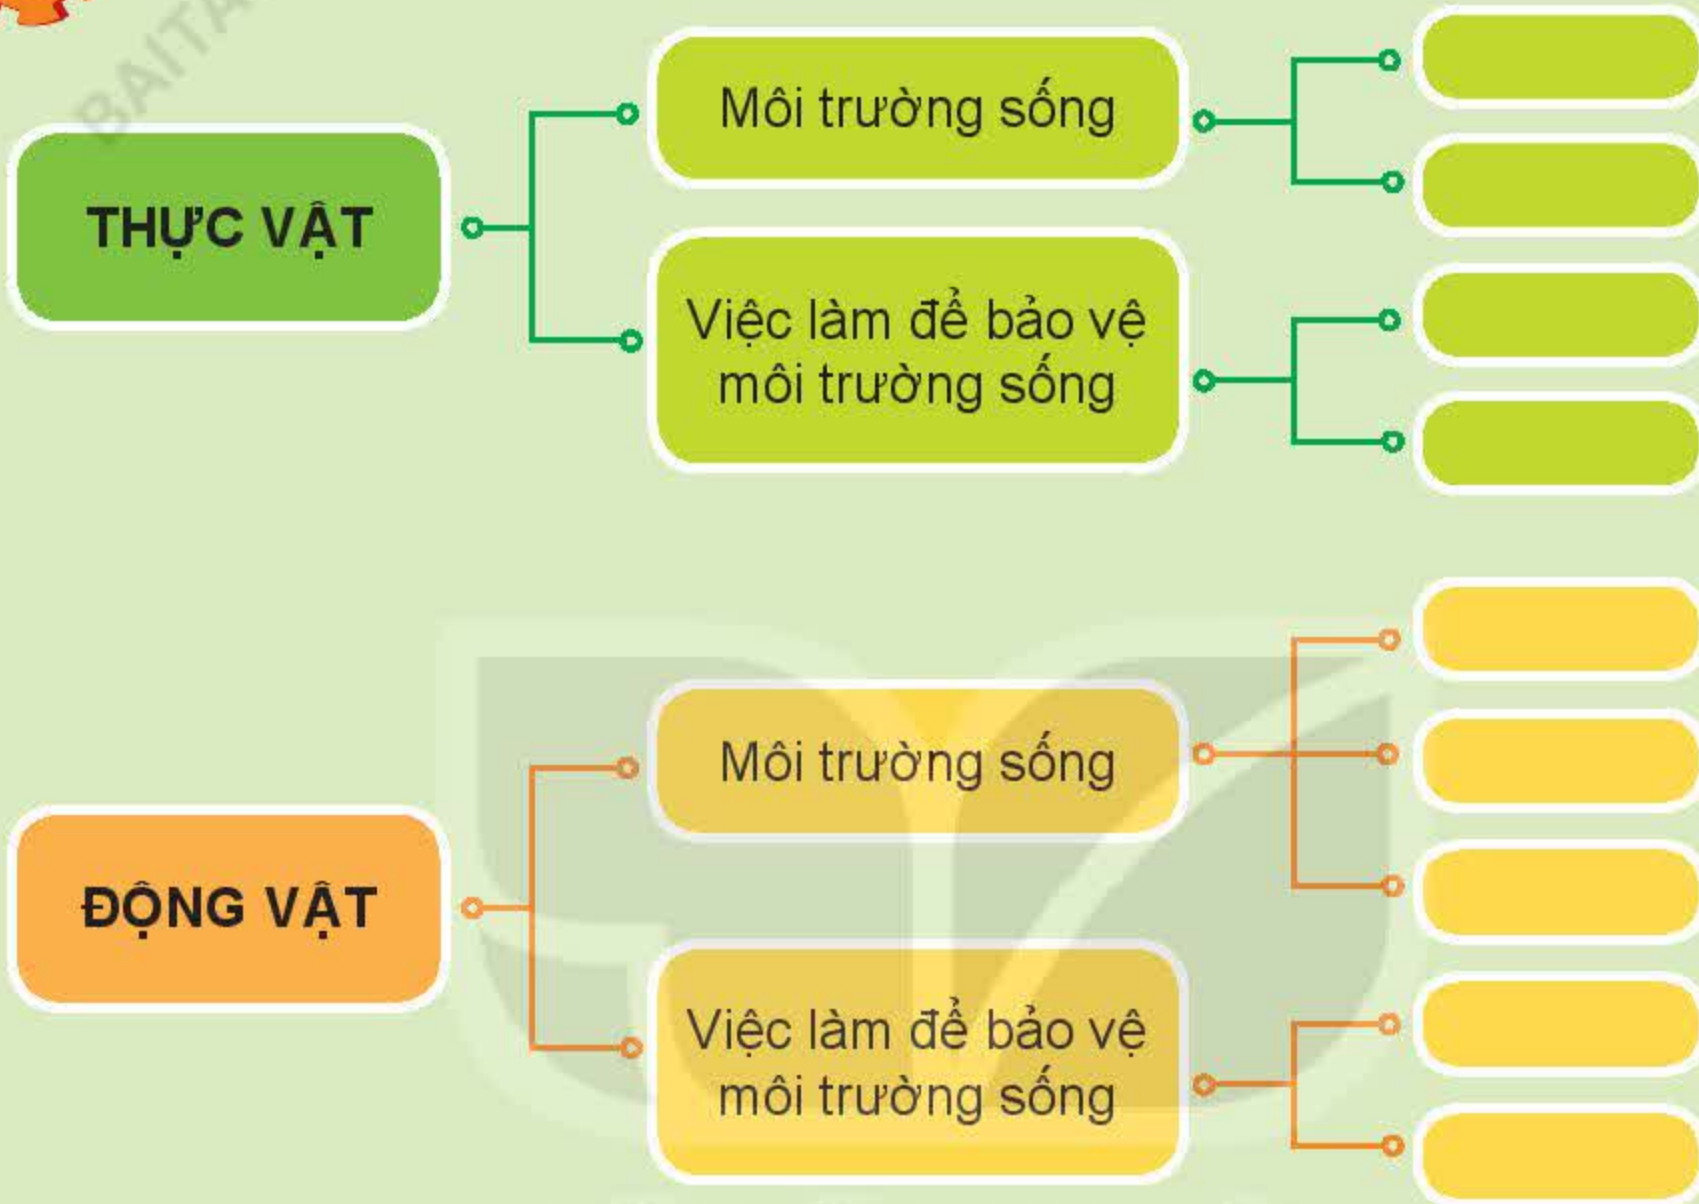 THỰC VẬT
Môi trường sống
Việc làm để bảo vệ
môi trường sống
ĐỘNG VẬT
Môi trường sống
Việc làm để bảo vệ
môi trường sống